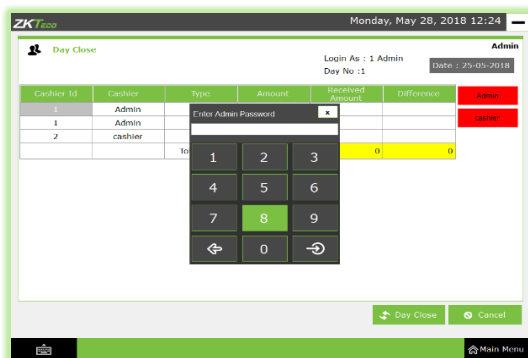 ZKTeco
Monday, May 28, 2018 12:24
Day Close
Admin
Login As : 1 Admin
Day No :1
Date : 25-05-2018
Cashier Id Cashier Type Amount Received Amount Difference
Admin
1 Admin
1 Admin
cashier
2 cashier
To 0 0
Enter Admin Password x
1 2 3
4 5 6
7 8 9
0
Day Close Cancel
Main Menu